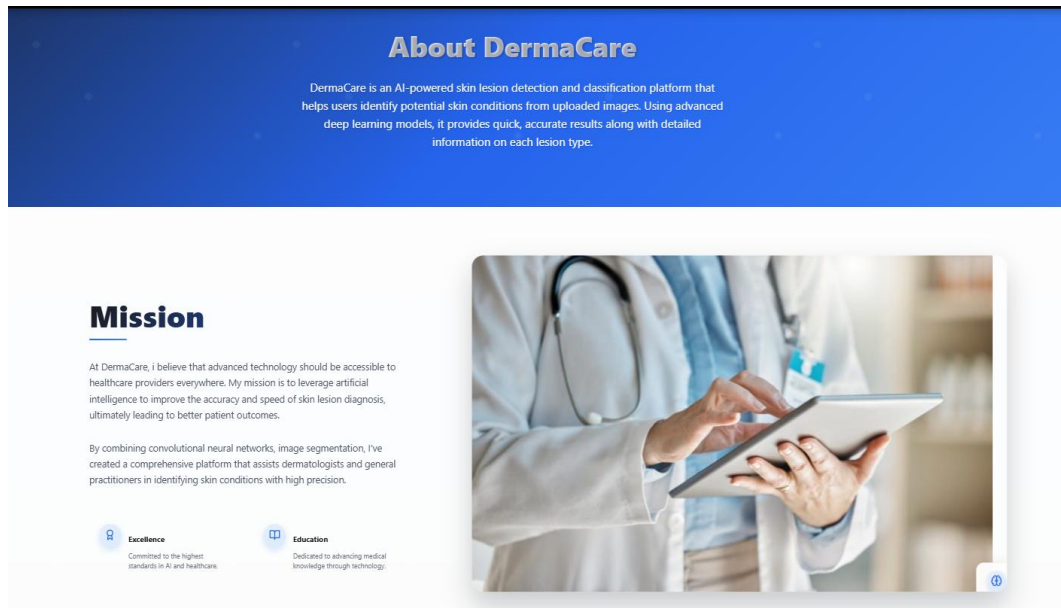 About DermaCare
DermaCare is an AI-powered skin lesion detection and classification platform that
helps users identify potential skin conditions from uploaded images. Using advanced
deep learning models, it provides quick, accurate results along with detailed
information on each lesion type.
Mission
At DermaCare, i believe that advanced technology should be accessible to
healthcare providers everywhere. My mission is to leverage artificial
intelligence to improve the accuracy and speed of skin lesion diagnosis,
ultimately leading to better patient outcomes.
By combining convolutional neural networks, image segmentation, I've
created a comprehensive platform that assists dermatologists and general
practitioners in identifying skin conditions with high precision.
Excellence
Committed to the highest
standards in AI and healthcare.
Education
Dedicated to advancing medical
knowledge through technology.